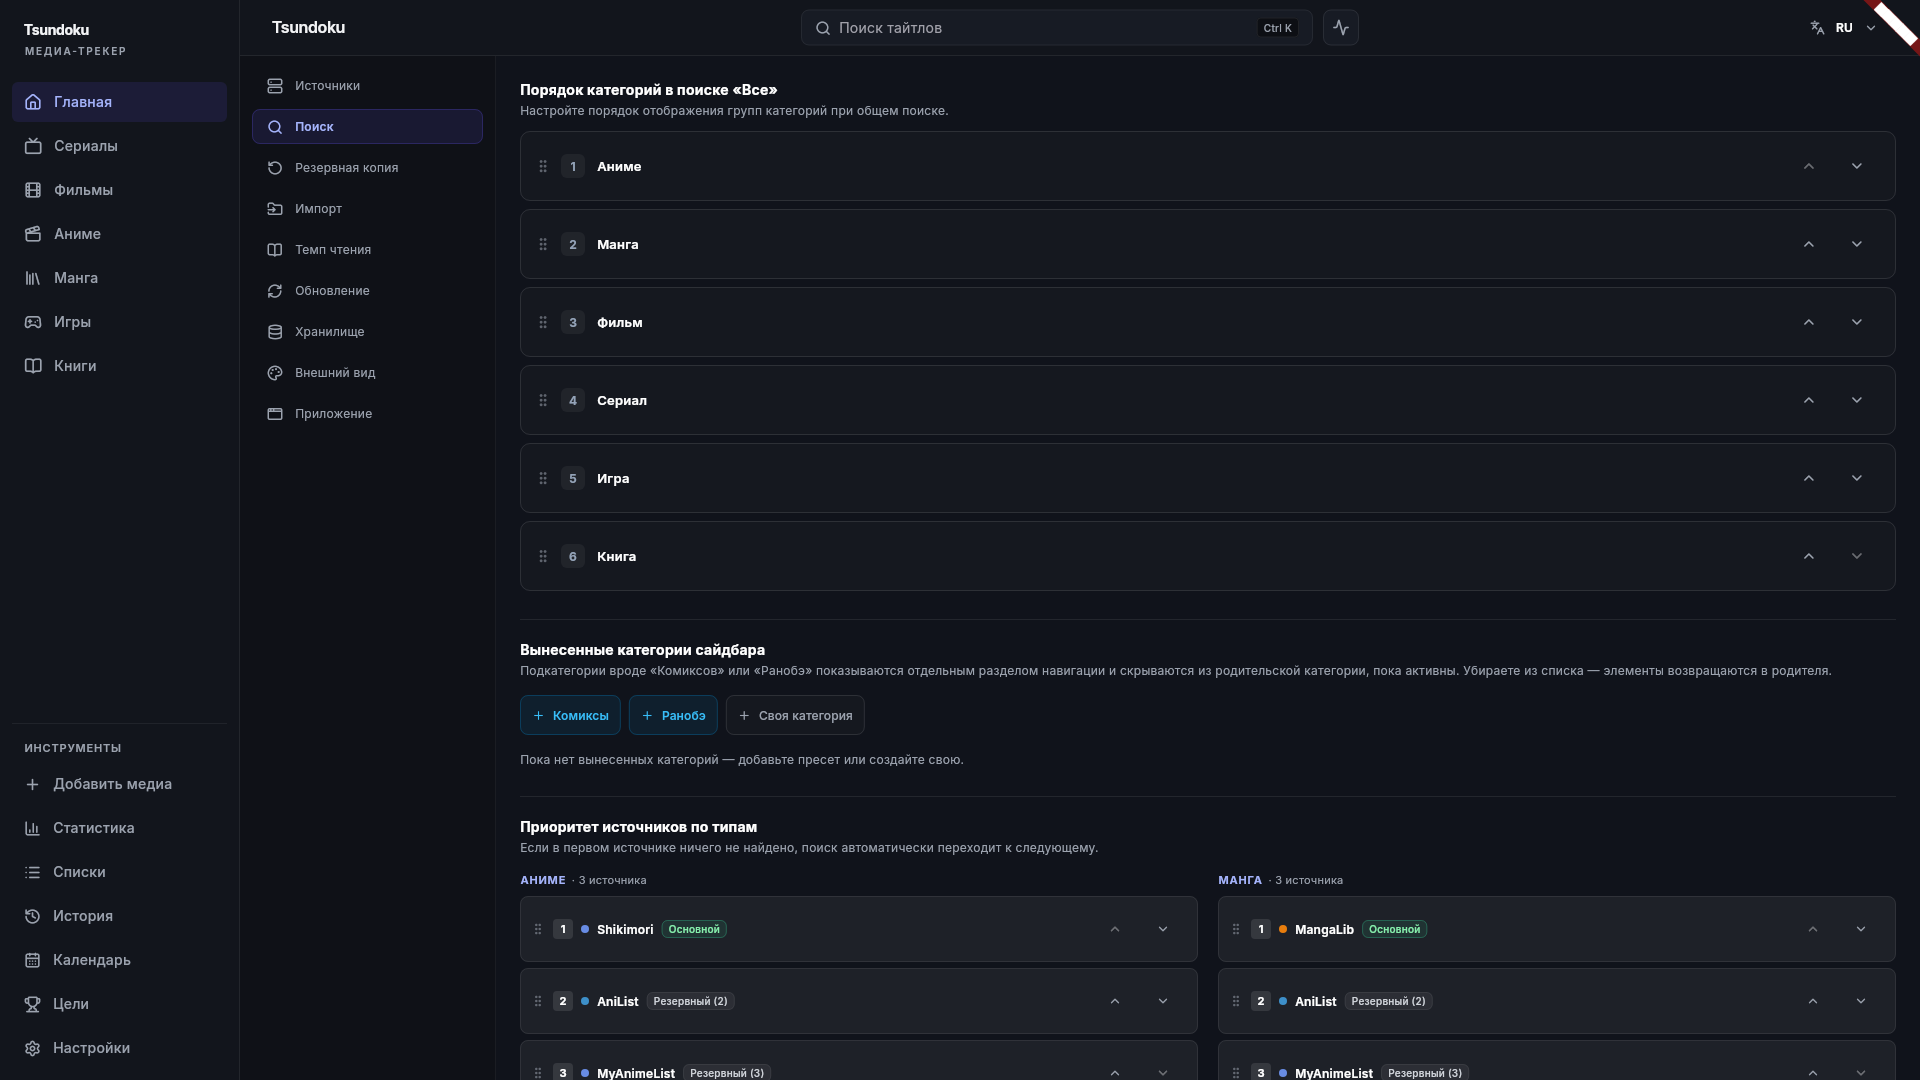 Tsundoku
МЕДИА-ТРЕКЕР
Главная
Сериалы
Фильмы
Аниме
Манга
Игры
Книги
ИНСТРУМЕНТЫ
Добавить медиа
Статистика
Списки
История
Календарь
Цели
Настройки
Tsundoku
Поиск тайтлов
Ctrl K
RU
Источники
Поиск
Резервная копия
Импорт
Темп чтения
Обновление
Хранилище
Внешний вид
Приложение
Порядок категорий в поиске «Все»
Настройте порядок отображения групп категорий при общем поиске.
1 Аниме
2 Манга
3 Фильм
4 Сериал
5 Игра
6 Книга
Вынесенные категории сайдбара
Подкатегории вроде «Комиксов» или «Ранобэ» показываются отдельным разделом навигации и скрываются из родительской категории, пока активны. Убираете из списка — элементы возвращаются в родителя.
+ Комиксы + Ранобэ + Своя категория
Пока нет вынесенных категорий — добавьте пресет или создайте свою.
Приоритет источников по типам
Если в первом источнике ничего не найдено, поиск автоматически переходит к следующему.
АНИМЕ · 3 источника
1 Shikimori Основной
2 AniList Резервный (2)
3 MyAnimeList Резервный (3)
МАНГА · 3 источника
1 MangaLib Основной
2 AniList Резервный (2)
3 MyAnimeList Резервный (3)